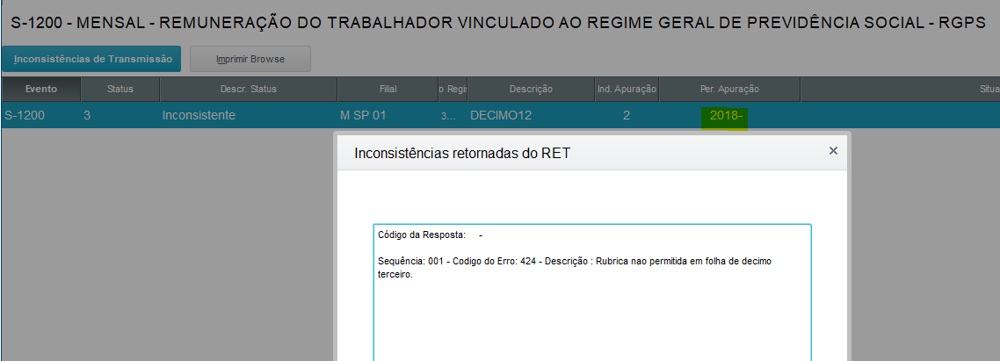 S-1200 - MENSAL - REMUNERAÇÃO DO TRABALHADOR VINCULADO AO REGIME GERAL DE PREVIDÊNCIA SOCIAL - RGPS
Inconsistências de Transmissão Imprimir Browse
Evento Status Descr. Status Filial o Regi Descrição Ind. Apuração Per. Apuração Situa
S-1200 3 Inconsistente M SP 01 3... DECIMO12 2 2018-
Inconsistências retornadas do RET ×
Código da Resposta: -
Sequência: 001 - Codigo do Erro: 424 - Descrição : Rubrica nao permitida em folha de decimo
terceiro.